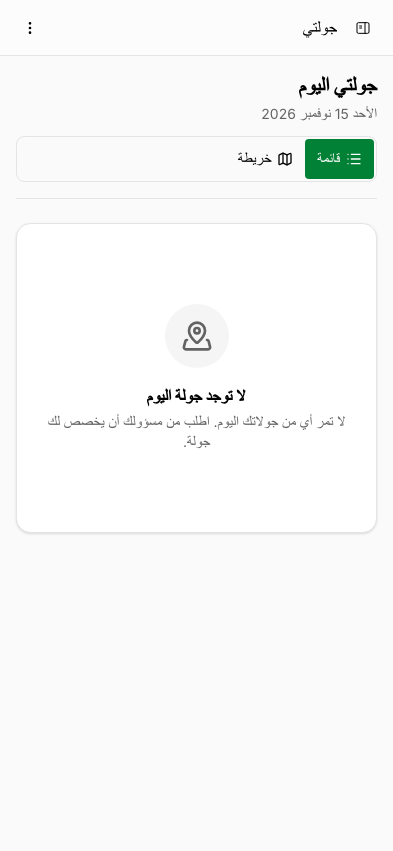 جولتي
جولتي اليوم
الأحد 15 نوفمبر 2026
قائمة
خريطة
لا توجد جولة اليوم
لا تمر أي من جولاتك اليوم. اطلب من مسؤولك أن يخصص لك
جولة.